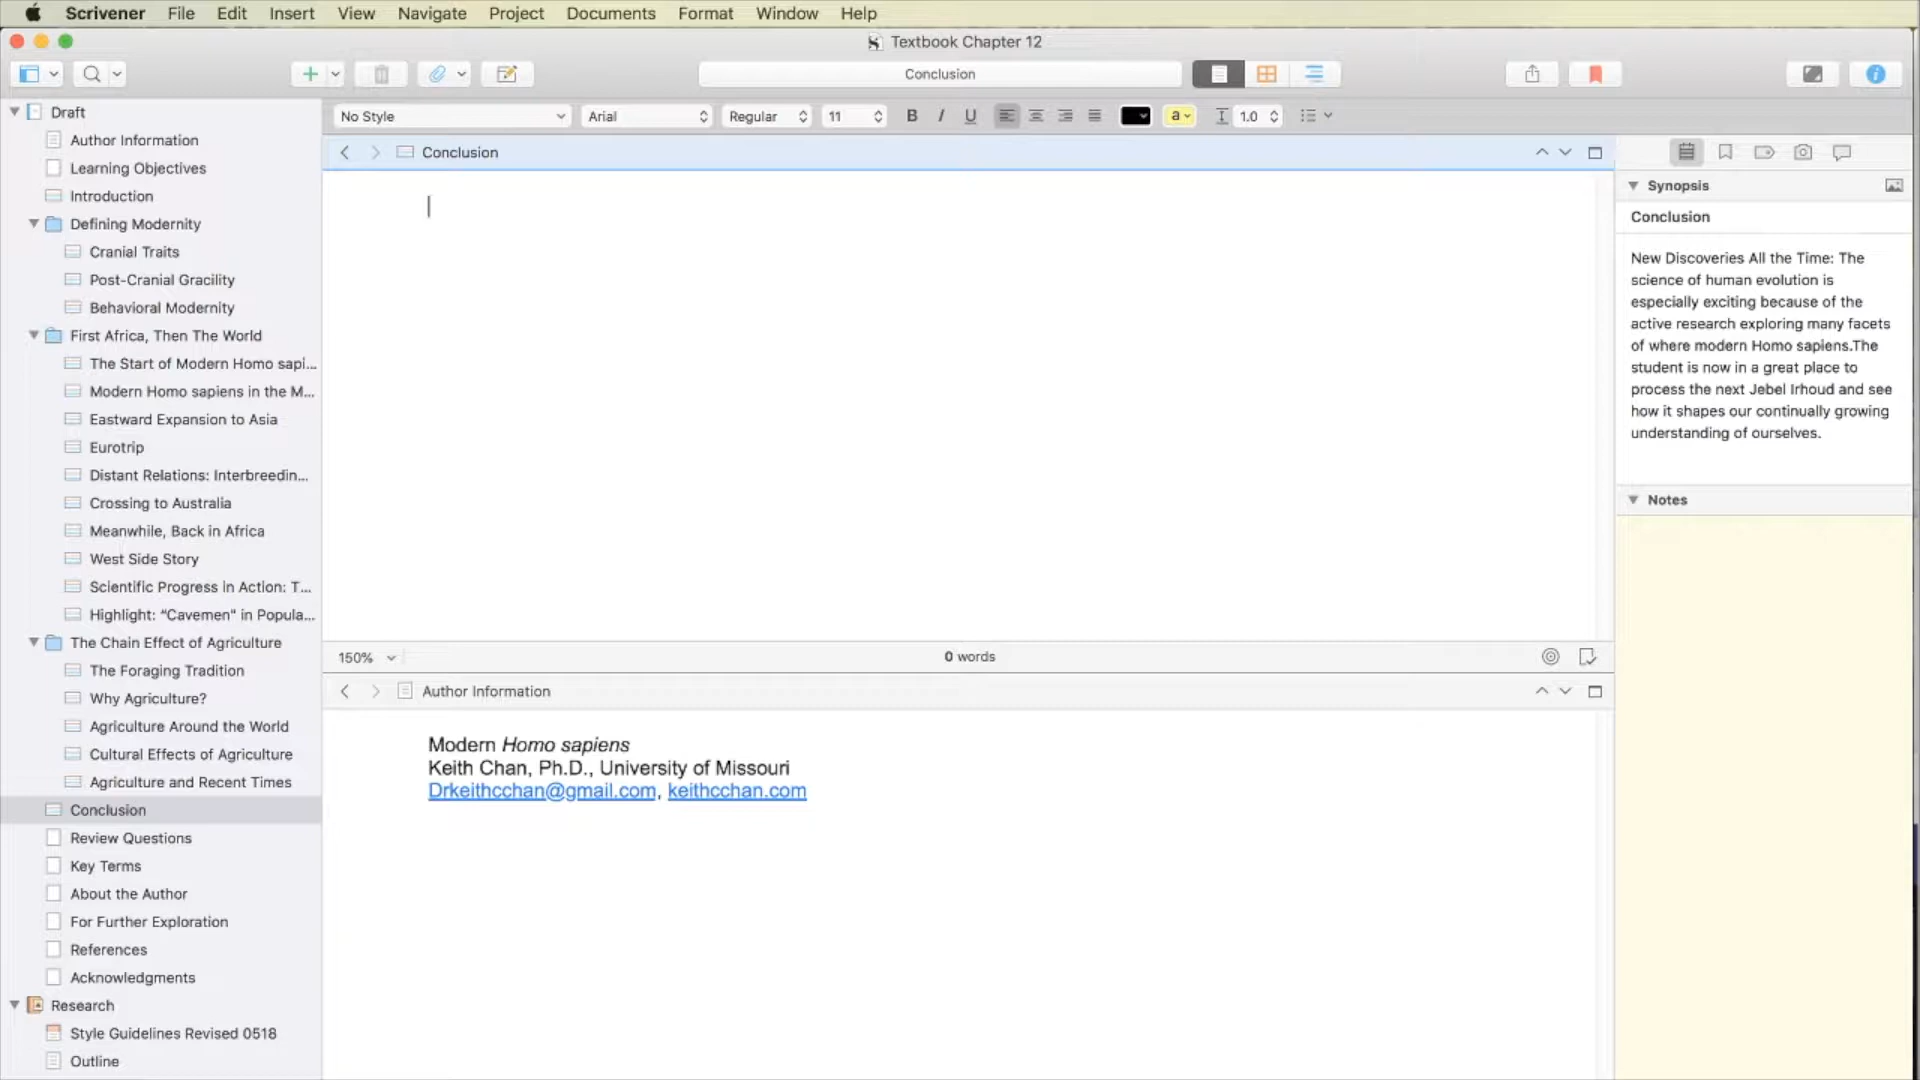 Scrivener File Edit Insert View Navigate Project Documents Format Window Help
Textbook Chapter 12
Conclusion
No Style Arial Regular 11 B I U a 1.0
Draft
Author Information
Learning Objectives
Introduction
Defining Modernity
Cranial Traits
Post-Cranial Gracility
Behavioral Modernity
First Africa, Then The World
The Start of Modern Homo sapi...
Modern Homo sapiens in the M...
Eastward Expansion to Asia
Eurotrip
Distant Relations: Interbreedin...
Crossing to Australia
Meanwhile, Back in Africa
West Side Story
Scientific Progress in Action: T...
Highlight: “Cavemen" in Popula...
The Chain Effect of Agriculture
The Foraging Tradition
Why Agriculture?
Agriculture Around the World
Cultural Effects of Agriculture
Agriculture and Recent Times
Conclusion
Review Questions
Key Terms
About the Author
For Further Exploration
References
Acknowledgments
Research
Style Guidelines Revised 0518
Outline
Conclusion
150%
0 words
Author Information
Modern Homo sapiens
Keith Chan, Ph.D., University of Missouri
Drkeithcchan@gmail.com, keithcchan.com
Synopsis
Conclusion
New Discoveries All the Time: The
science of human evolution is
especially exciting because of the
active research exploring many facets
of where modern Homo sapiens.The
student is now in a great place to
process the next Jebel Irhoud and see
how it shapes our continually growing
understanding of ourselves.
Notes